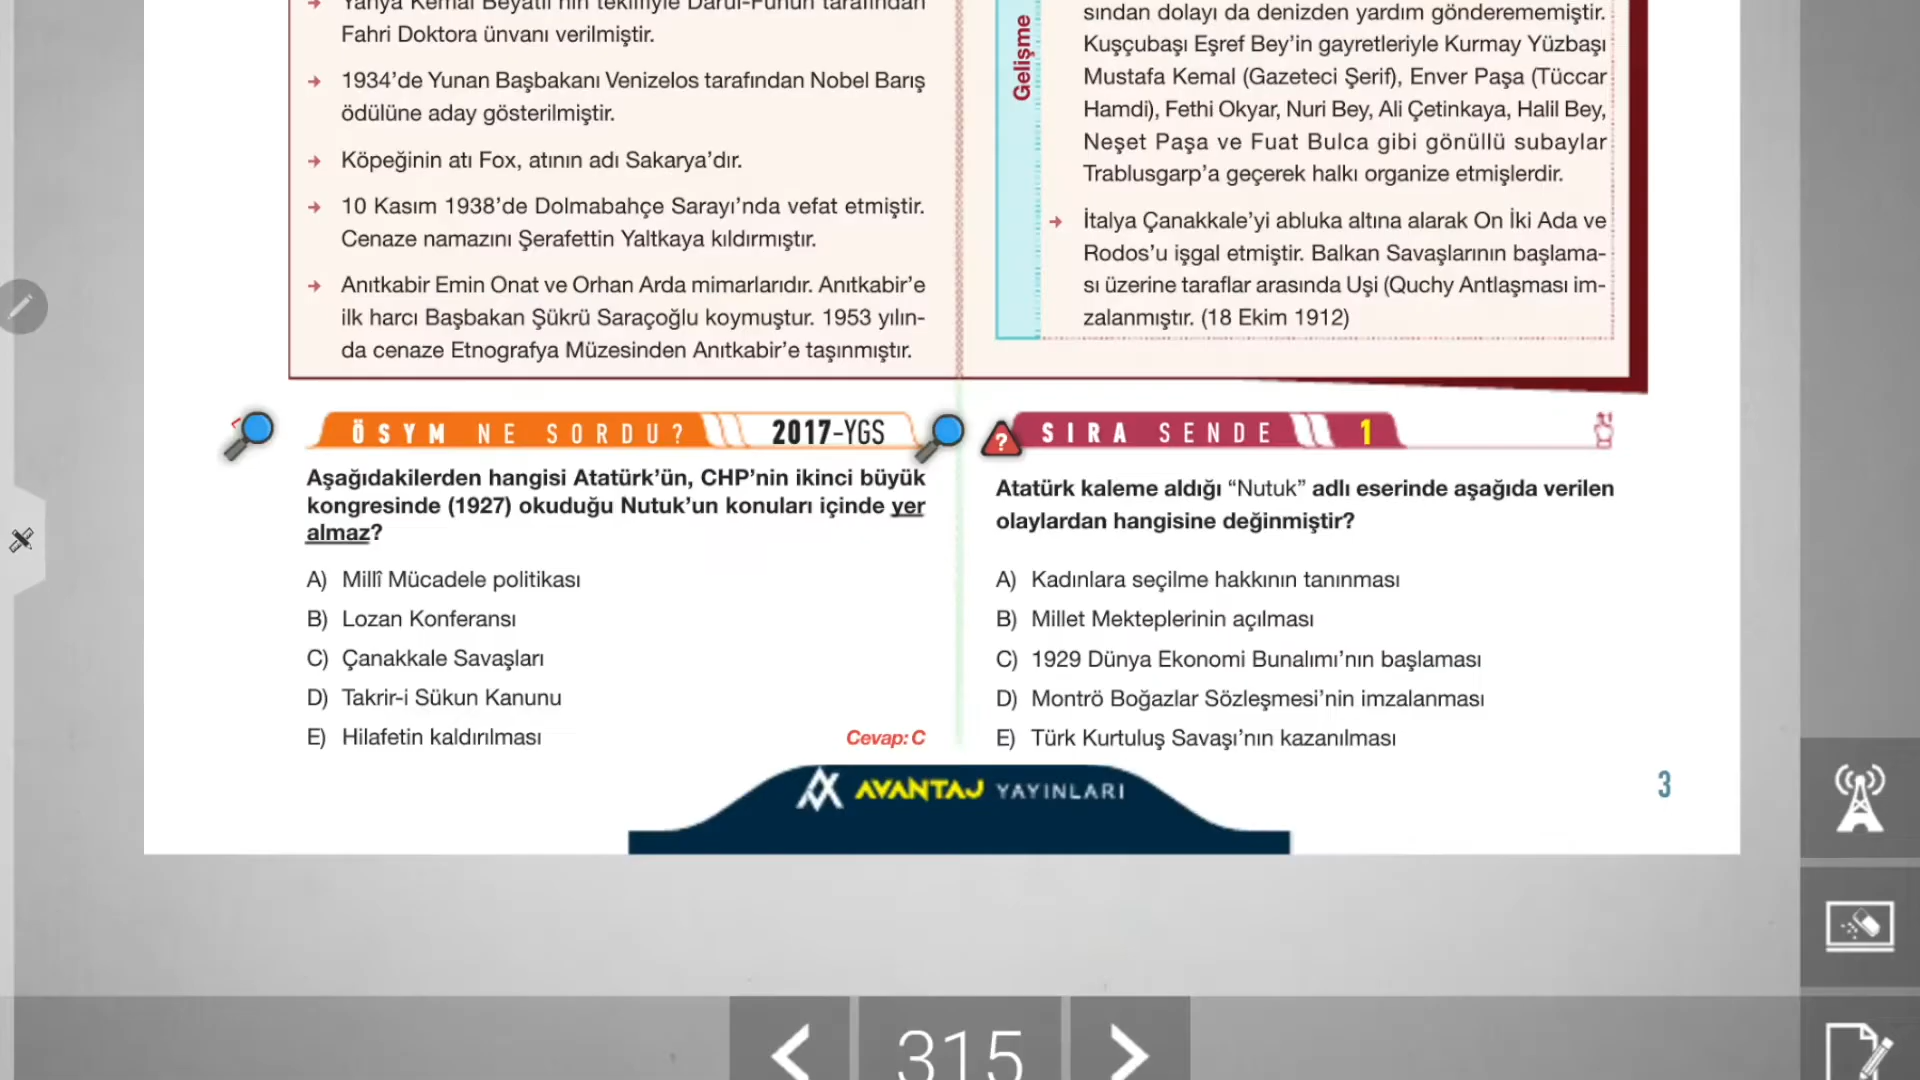 Yahya Kemal Beyatlı'nın teklifiyle Darül-Fünun tarafından
Fahri Doktora ünvanı verilmiştir.
→ 1934'de Yunan Başbakanı Venizelos tarafından Nobel Barış
ödülüne aday gösterilmiştir.
→ Köpeğinin atı Fox, atının adı Sakarya'dır.
→ 10 Kasım 1938'de Dolmabahçe Sarayı'nda vefat etmiştir.
Cenaze namazını Şerafettin Yaltkaya kıldırmıştır.
→ Anıtkabir Emin Onat ve Orhan Arda mimarlarıdır. Anıtkabir'e
ilk harcı Başbakan Şükrü Saraçoğlu koymuştur. 1953 yılın-
da cenaze Etnografya Müzesinden Anıtkabir'e taşınmıştır.
Gelişme
sından dolayı da denizden yardım gönderememiştir.
Kuşçubaşı Eşref Bey'in gayretleriyle Kurmay Yüzbaşı
Mustafa Kemal (Gazeteci Şerif), Enver Paşa (Tüccar
Hamdi), Fethi Okyar, Nuri Bey, Ali Çetinkaya, Halil Bey,
Neşet Paşa ve Fuat Bulca gibi gönüllü subaylar
Trablusgarp'a geçerek halkı organize etmişlerdir.
→ İtalya Çanakkale'yi abluka altına alarak On İki Ada ve
Rodos'u işgal etmiştir. Balkan Savaşlarının başlama-
sı üzerine taraflar arasında Uşi (Quchy Antlaşması im-
zalanmıştır. (18 Ekim 1912)
ÖSYM NE SORDU? 2017-YGS
Aşağıdakilerden hangisi Atatürk'ün, CHP'nin ikinci büyük
kongresinde (1927) okuduğu Nutuk'un konuları içinde yer
almaz?
A) Millî Mücadele politikası
B) Lozan Konferansı
C) Çanakkale Savaşları
D) Takrir-i Sükun Kanunu
E) Hilafetin kaldırılması
Cevap: C
? SIRA SENDE 1
Atatürk kaleme aldığı “Nutuk” adlı eserinde aşağıda verilen
olaylardan hangisine değinmiştir?
A) Kadınlara seçilme hakkının tanınması
B) Millet Mekteplerinin açılması
C) 1929 Dünya Ekonomi Bunalımı'nın başlaması
D) Montrö Boğazlar Sözleşmesi'nin imzalanması
E) Türk Kurtuluş Savaşı'nın kazanılması
AVANTAJ YAYINLARI
3
315